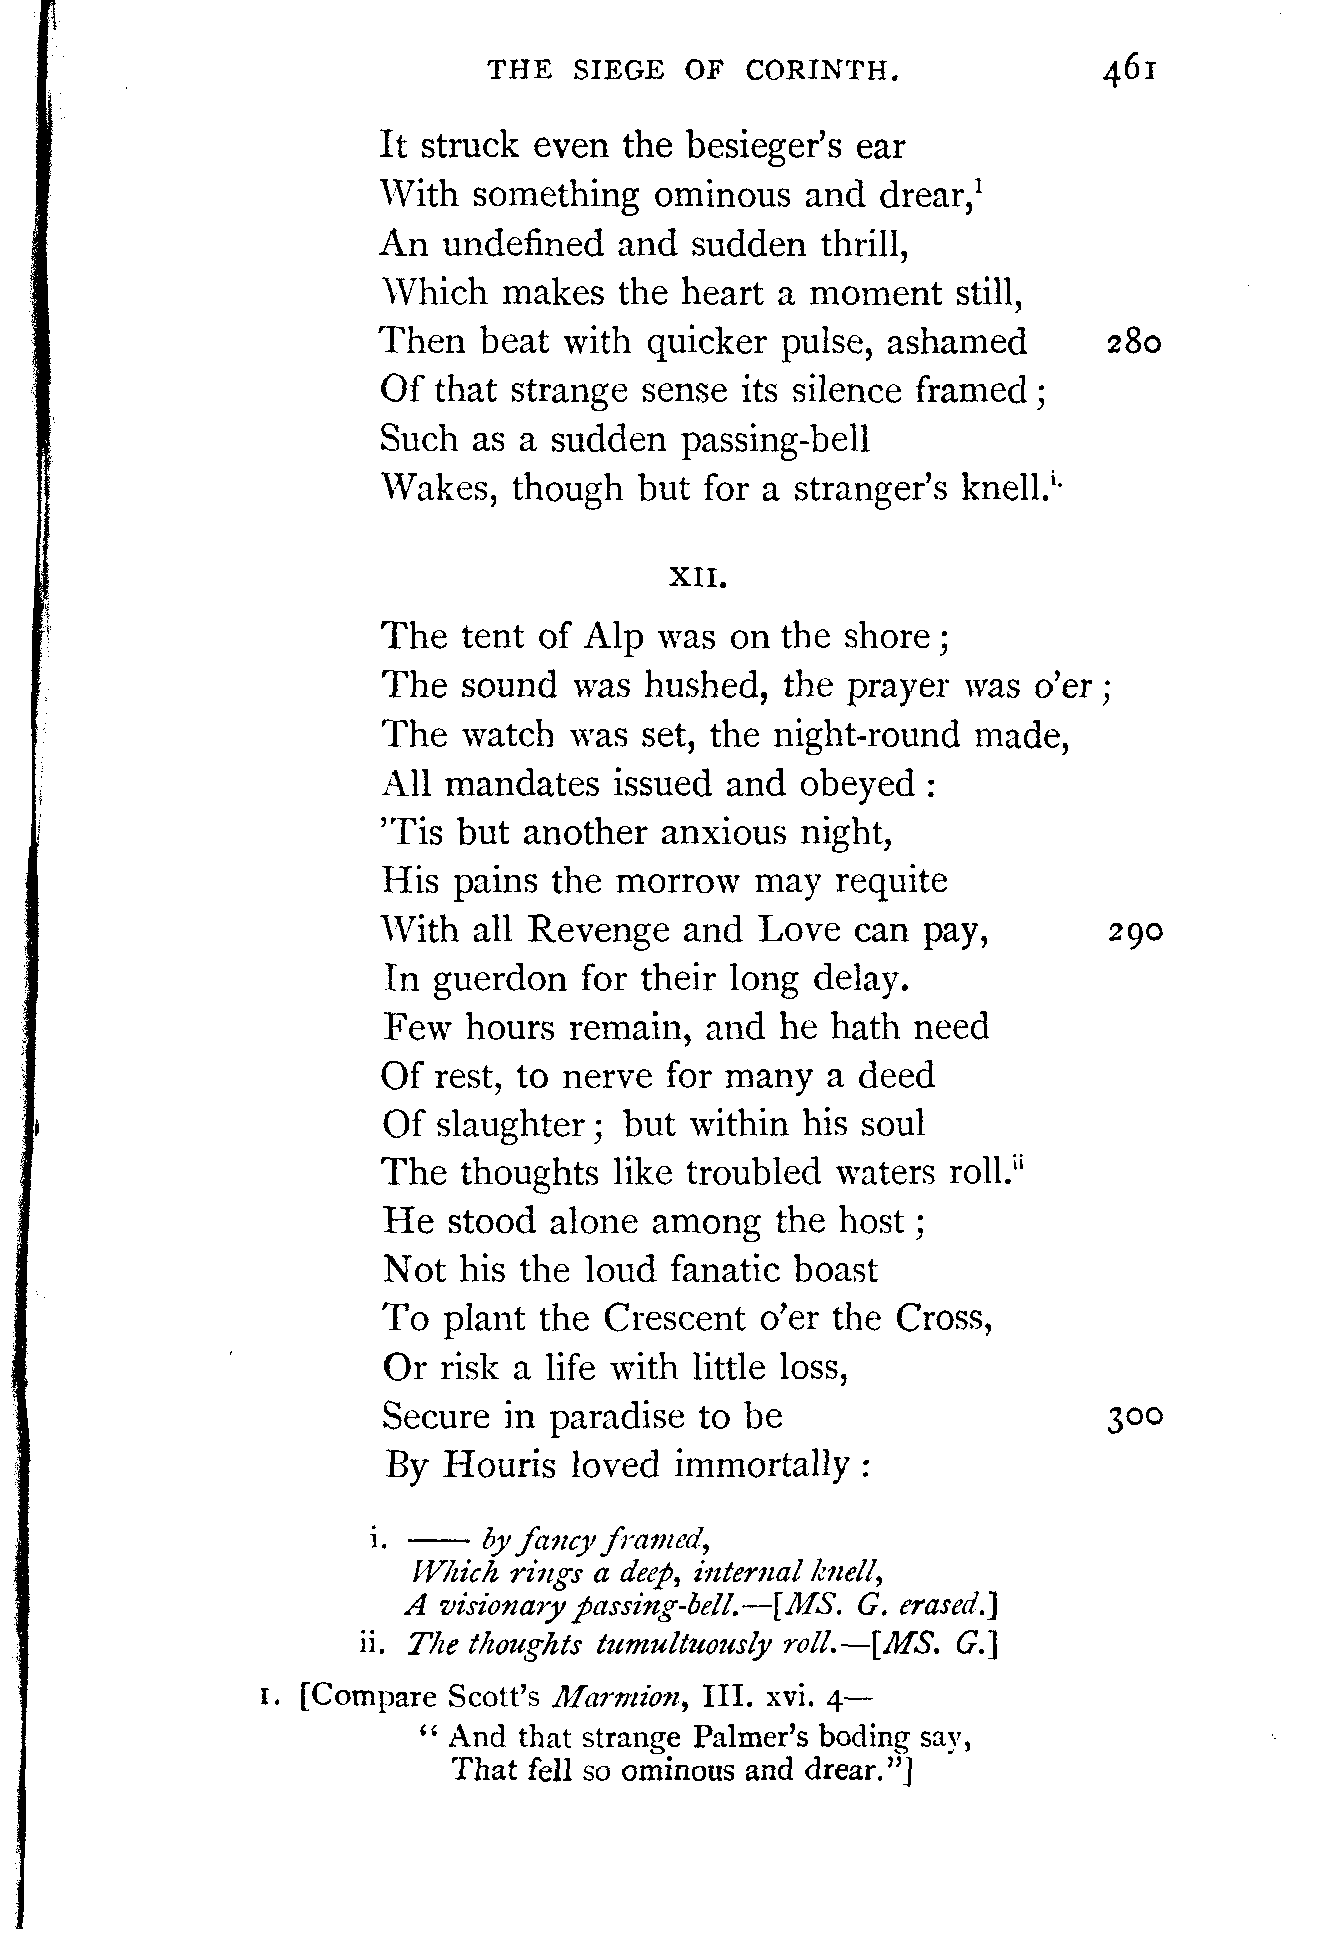 THE SIEGE OF CORINTH. 461
It struck even the besieger's ear
With something ominous and drear,¹
An undefined and sudden thrill,
Which makes the heart a moment still,
Then beat with quicker pulse, ashamed 280
Of that strange sense its silence framed;
Such as a sudden passing-bell
Wakes, though but for a stranger's knell.ⁱ·
XII.
The tent of Alp was on the shore;
The sound was hushed, the prayer was o'er;
The watch was set, the night-round made,
All mandates issued and obeyed:
'Tis but another anxious night,
His pains the morrow may requite
With all Revenge and Love can pay, 290
In guerdon for their long delay.
Few hours remain, and he hath need
Of rest, to nerve for many a deed
Of slaughter; but within his soul
The thoughts like troubled waters roll.ⁱⁱ
He stood alone among the host;
Not his the loud fanatic boast
To plant the Crescent o'er the Cross,
Or risk a life with little loss,
Secure in paradise to be 300
By Houris loved immortally:
i. —— by fancy framed,
Which rings a deep, internal knell,
A visionary passing-bell.—[MS. G. erased.]
ii. The thoughts tumultuously roll.—[MS. G.]
1. [Compare Scott's Marmion, III. xvi. 4—
"And that strange Palmer's boding say,
That fell so ominous and drear."]